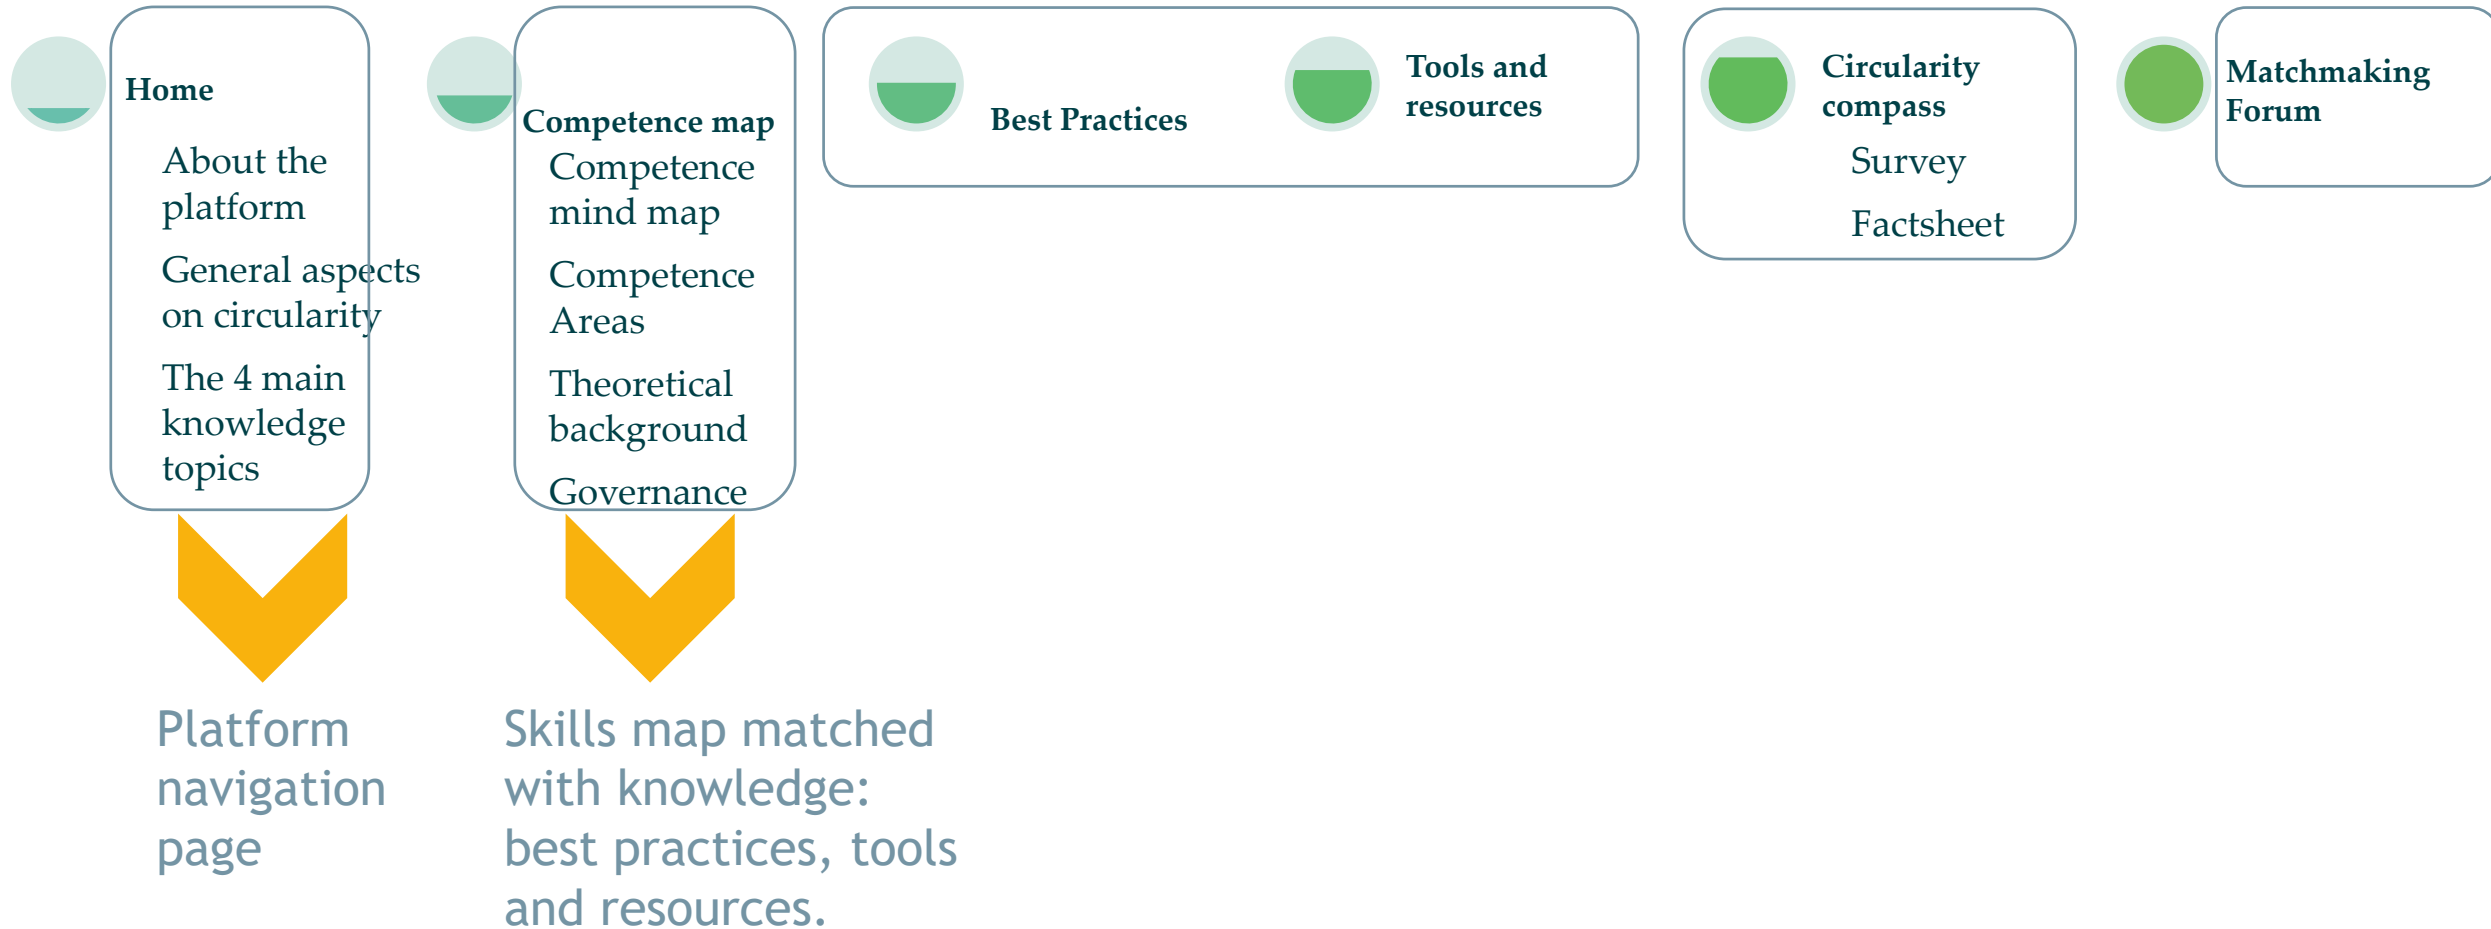 Home
About the
platform
General aspects
on circularity
The 4 main
knowledge
topics
Platform
navigation
page
Competence map
Competence
mind map
Competence
Areas
Theoretical
background
Governance
Skills map matched
with knowledge:
best practices, tools
and resources.
Best Practices
Tools and
resources
Circularity
compass
Survey
Factsheet
Matchmaking
Forum